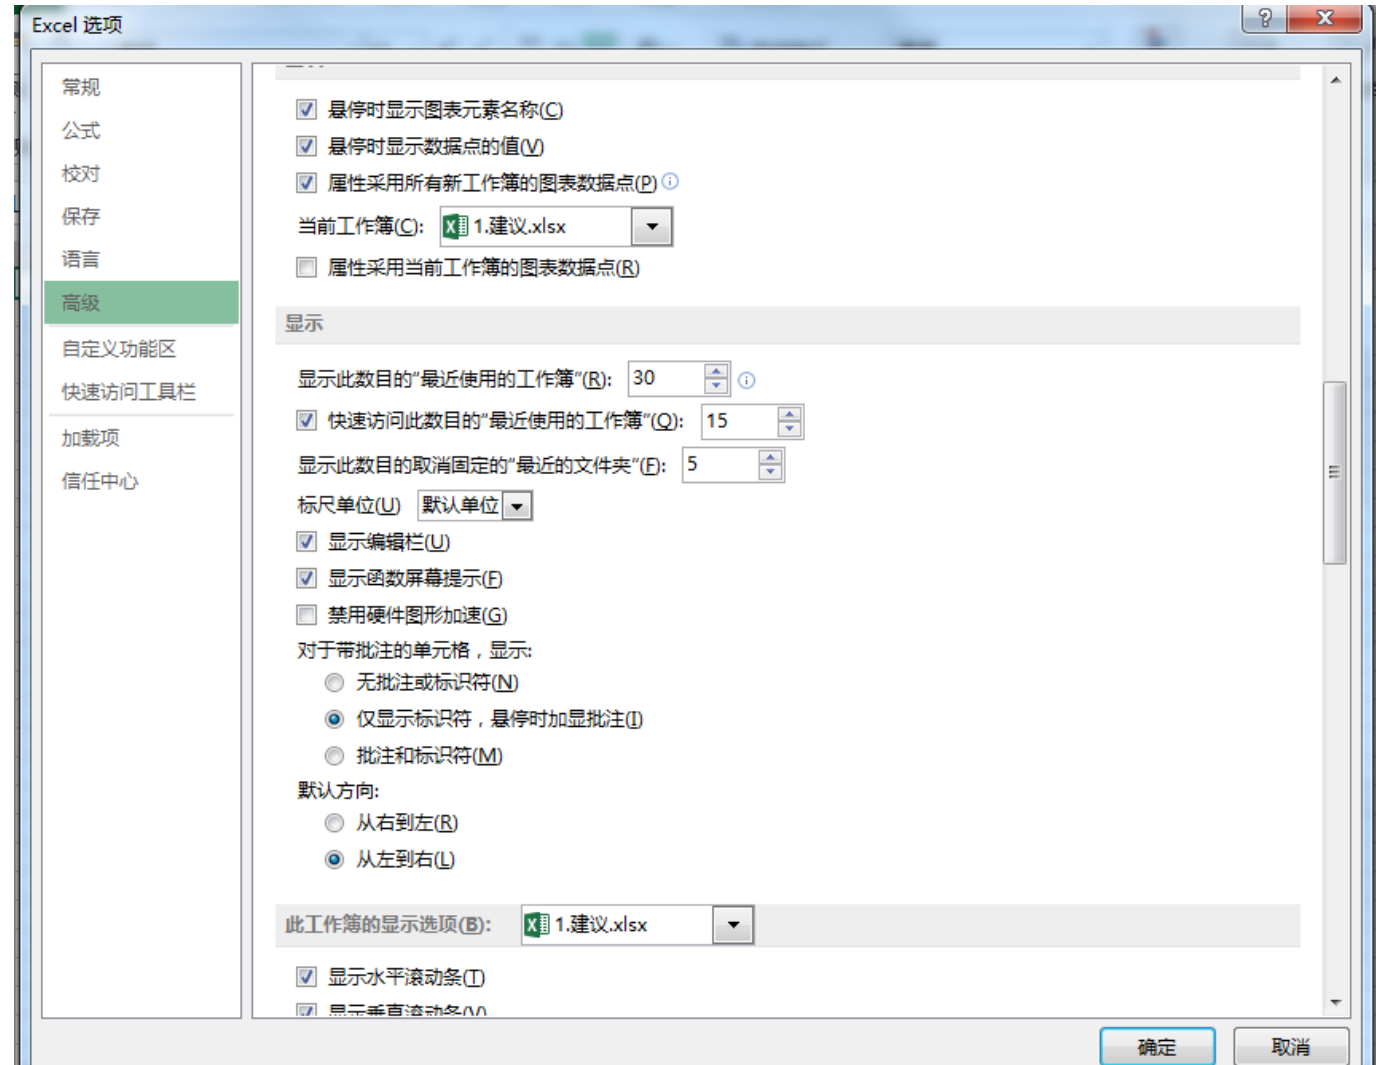 Excel 选项
常规
公式
校对
保存
语言
高级
自定义功能区
快速访问工具栏
加载项
信任中心
悬停时显示图表元素名称(C)
悬停时显示数据点的值(V)
属性采用所有新工作簿的图表数据点(P)
当前工作簿(C): 1.建议.xlsx
属性采用当前工作簿的图表数据点(R)
显示
显示此数目的“最近使用的工作簿”(R): 30
快速访问此数目的“最近使用的工作簿”(Q): 15
显示此数目的取消固定的“最近的文件夹”(F): 5
标尺单位(U) 默认单位
显示编辑栏(U)
显示函数屏幕提示(F)
禁用硬件图形加速(G)
对于带批注的单元格，显示:
无批注或标识符(N)
仅显示标识符，悬停时加显批注(I)
批注和标识符(M)
默认方向:
从右到左(R)
从左到右(L)
此工作簿的显示选项(B): 1.建议.xlsx
显示水平滚动条(T)
显示垂直滚动条(V)
确定 取消